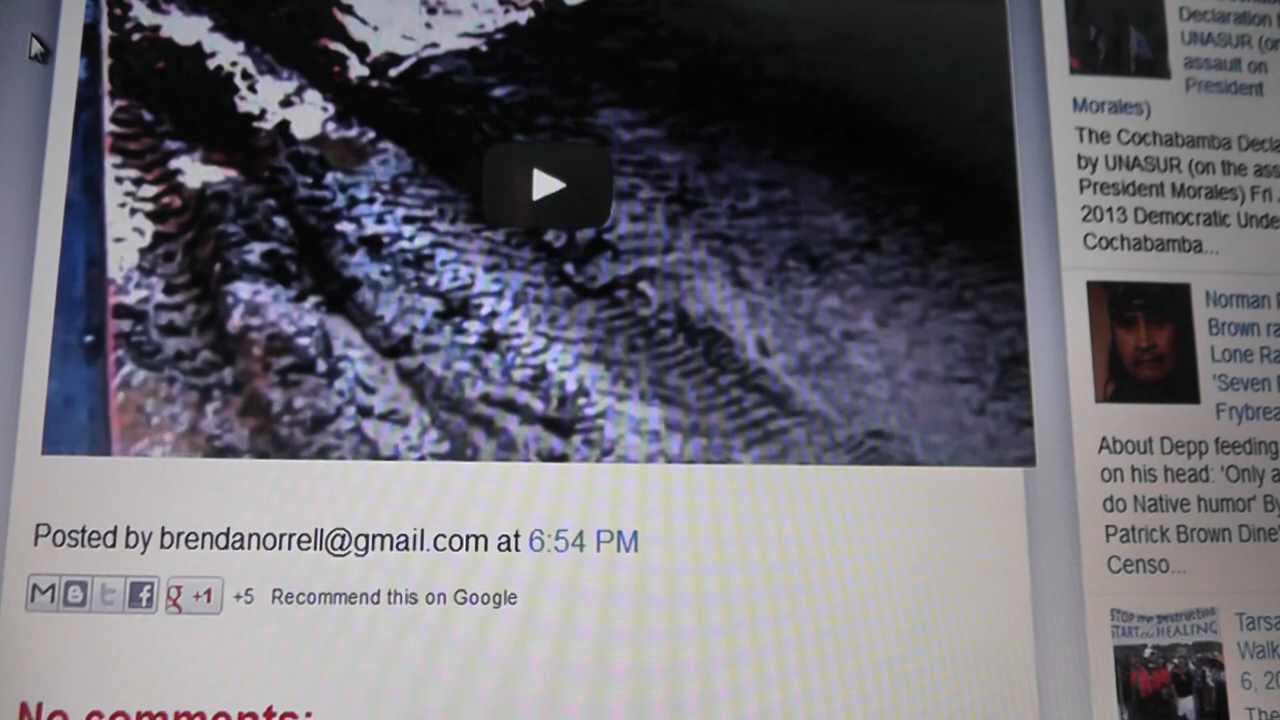 Declaration
UNASUR (on
assault on
President
Morales)
The Cochabamba Decla
by UNASUR (on the ass
President Morales) Fri
2013 Democratic Unde
Cochabamba...
Norman
Brown ra
Lone Ra
'Seven
Frybrea
About Depp feeding
on his head: 'Only a
do Native humor' By
Patrick Brown Dine'
Censo...
STOP the Destruction
START the HEALING
Tarsa
Walk
6, 20
The
Posted by brendanorrell@gmail.com at 6:54 PM
g +1 +5 Recommend this on Google
No comments: